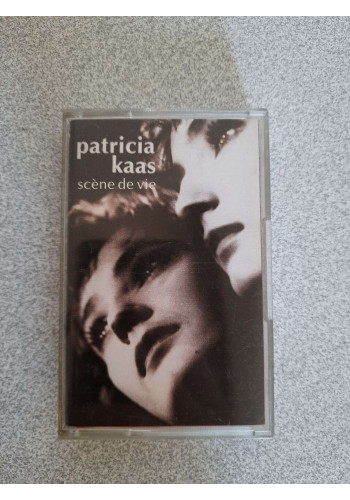 patricia
kaas
scène de vie